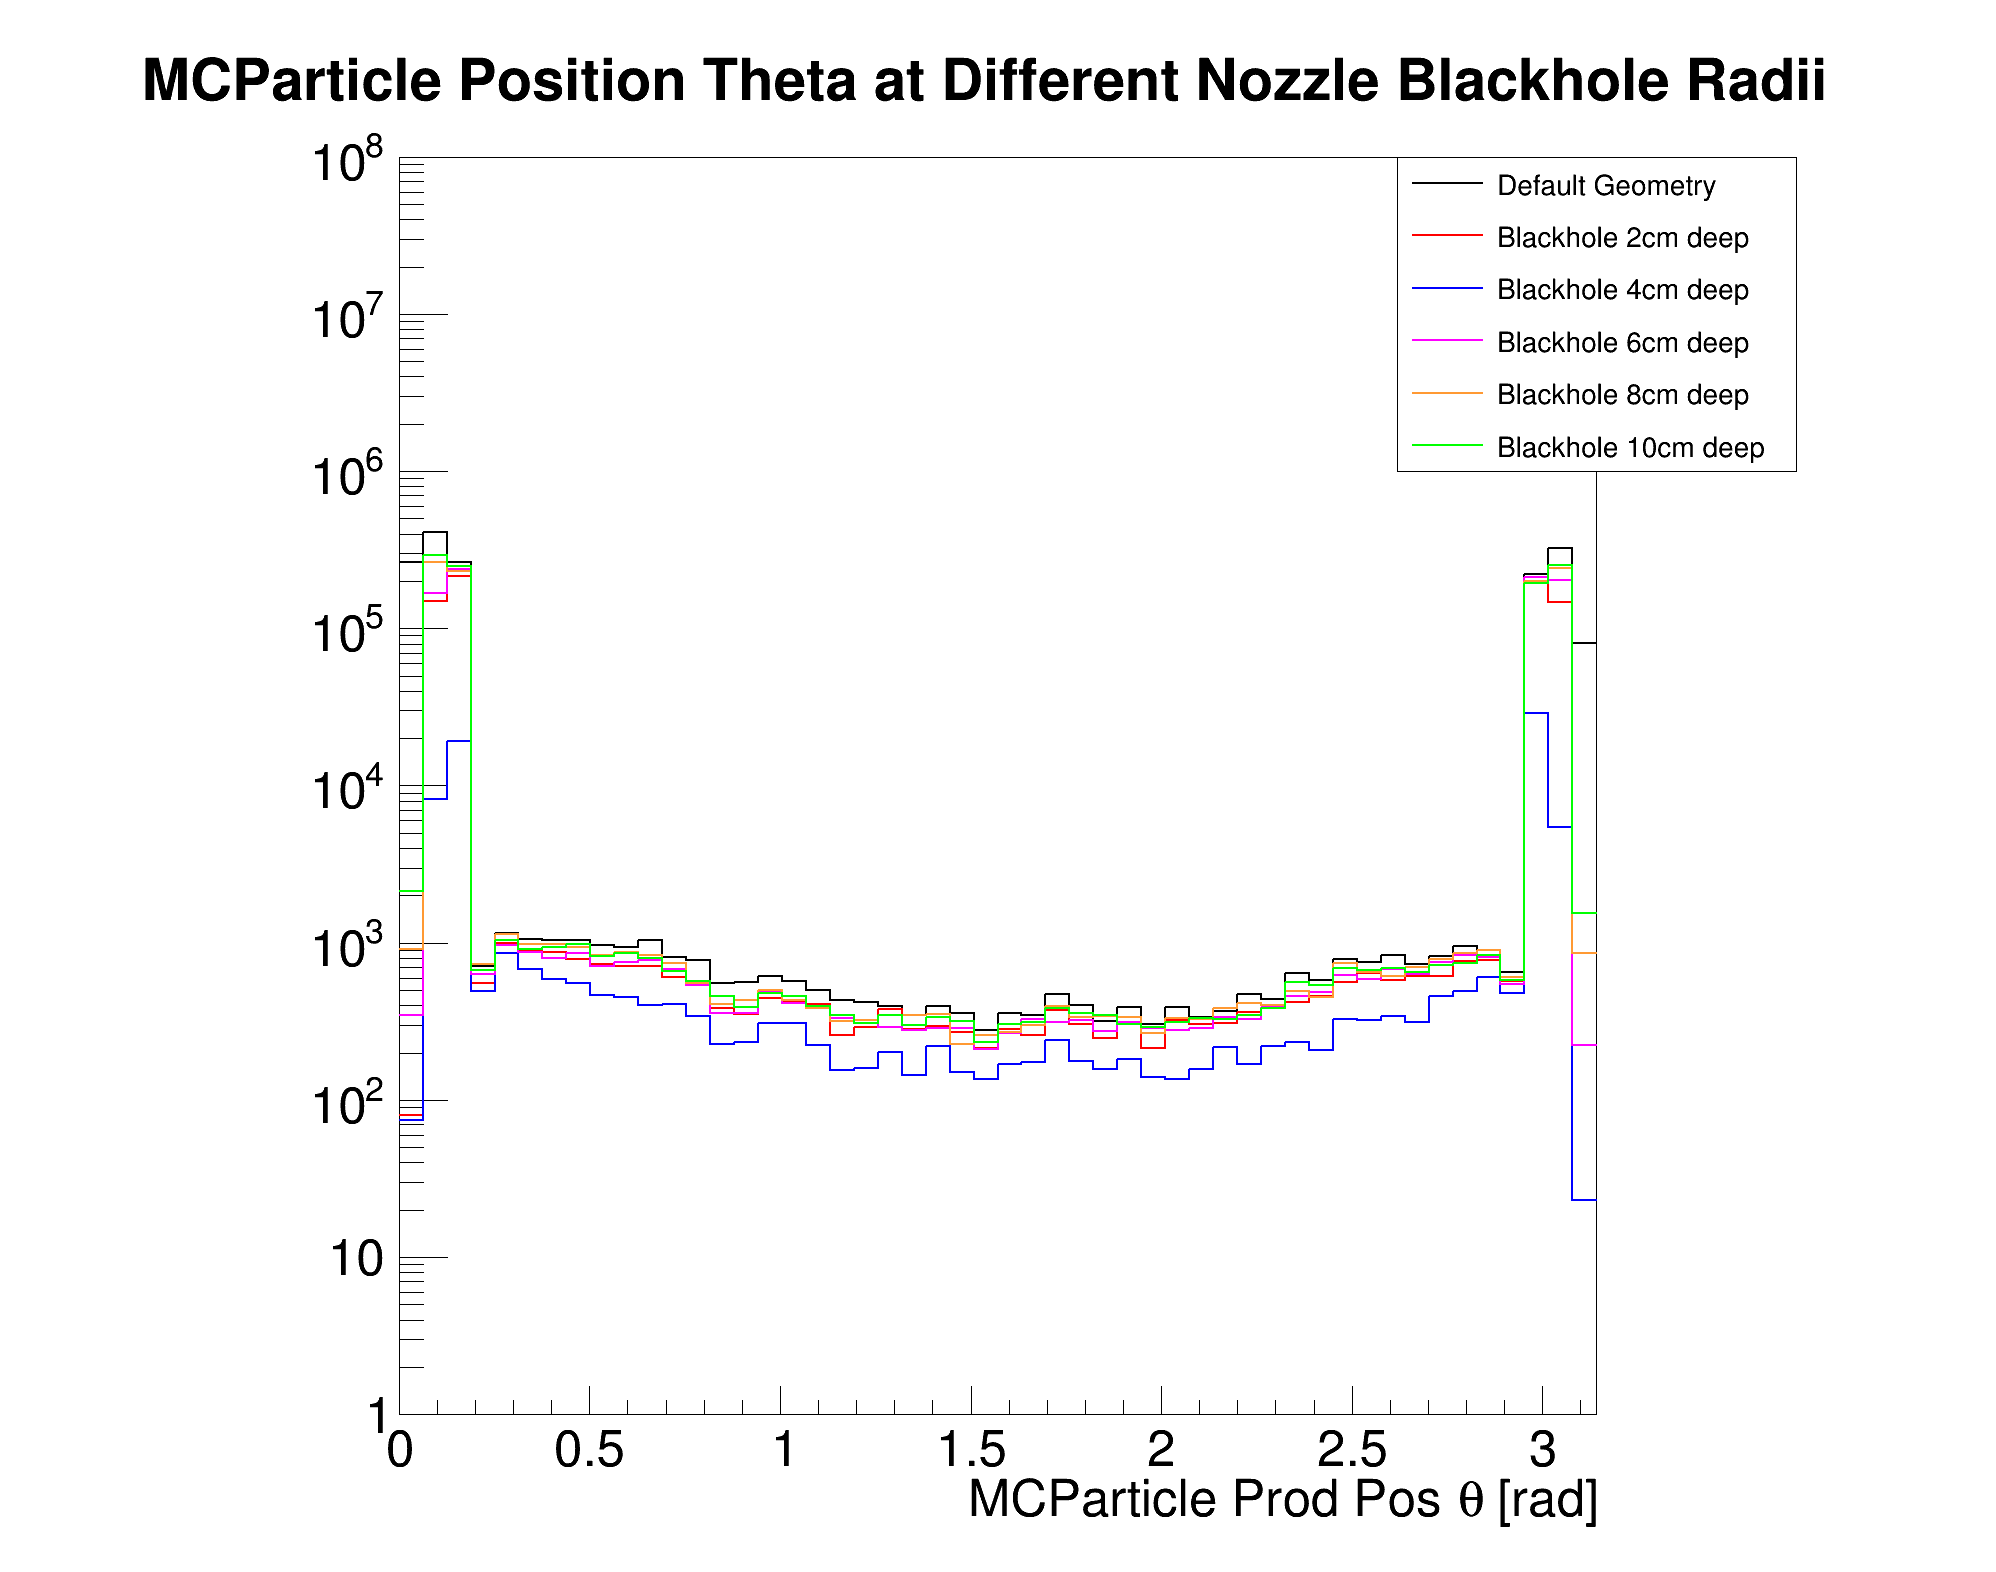 MCParticle Position Theta at Different Nozzle Blackhole Radii
10^8
10^7
10^6
10^5
10^4
10^3
10^2
10
1
Default Geometry
Blackhole 2cm deep
Blackhole 4cm deep
Blackhole 6cm deep
Blackhole 8cm deep
Blackhole 10cm deep
0 0.5 1 1.5 2 2.5 3
MCParticle Prod Pos θ [rad]